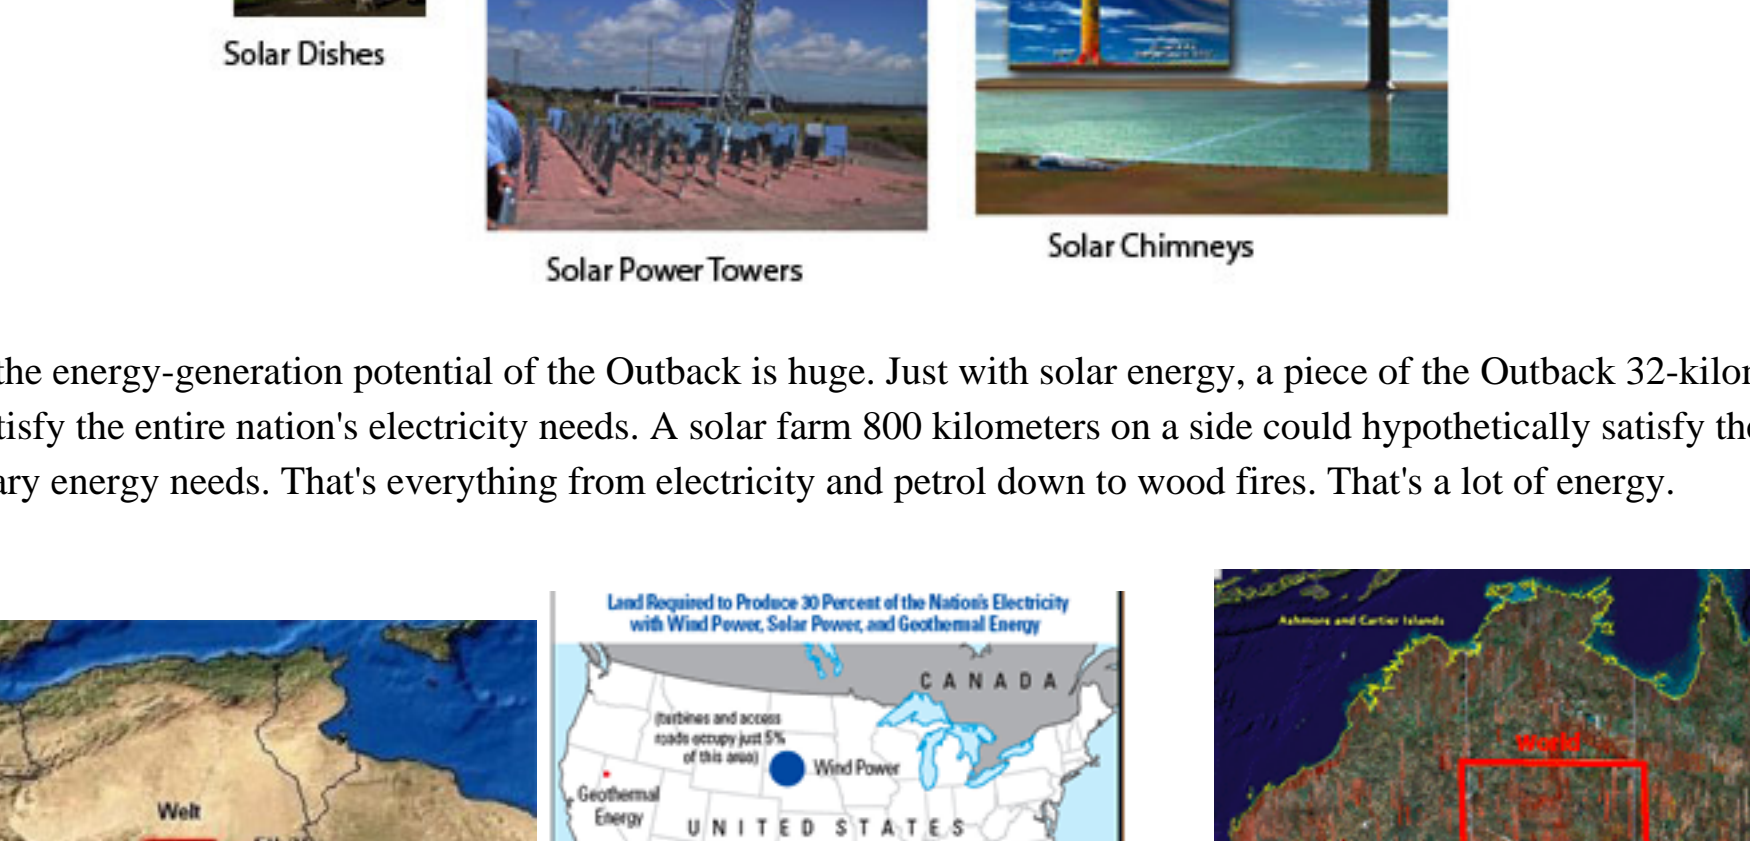 Solar Dishes
Solar Chimneys
Solar Power Towers
the energy-generation potential of the Outback is huge. Just with solar energy, a piece of the Outback 32-kilo
tisfy the entire nation's electricity needs. A solar farm 800 kilometers on a side could hypothetically satisfy the
ary energy needs. That's everything from electricity and petrol down to wood fires. That's a lot of energy.
Land Required to Produce 30 Percent of the Nation's Electricity
with Wind Power, Solar Power, and Geothermal Energy
Ashmore and Cartier Islands
CANADA
(turbines and access
roads occupy just 5%
of this area)
Wind Power
Geothermal
Energy
UNITED STATES
world
Welt